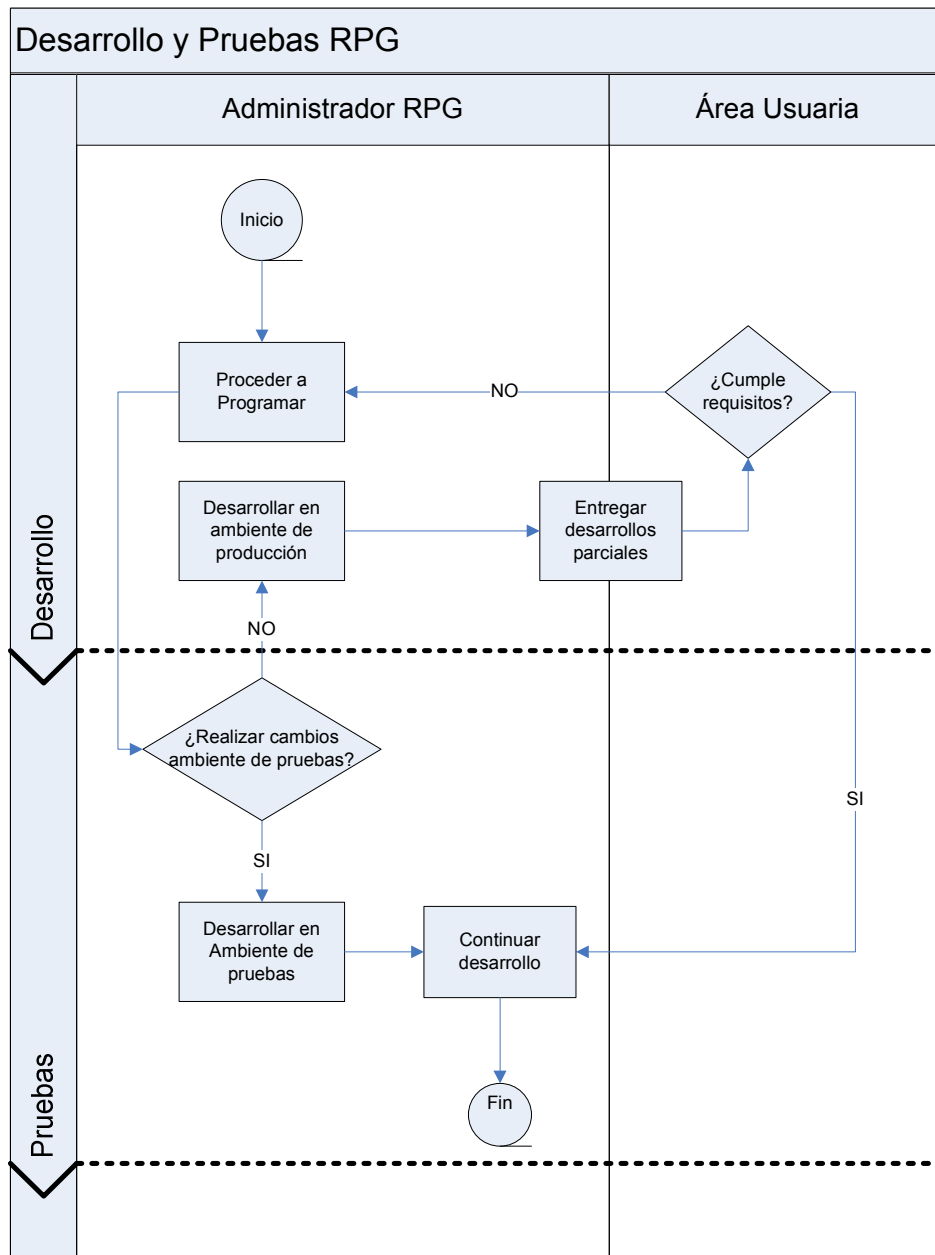 Desarrollo y Pruebas RPG
Administrador RPG
Área Usuaria
Desarrollo
Inicio
Proceder a
Programar
NO
¿Cumple
requisitos?
Desarrollar en
ambiente de
producción
Entregar
desarrollos
parciales
NO
Pruebas
¿Realizar cambios
ambiente de pruebas?
SI
SI
Desarrollar en
Ambiente de
pruebas
Continuar
desarrollo
Fin